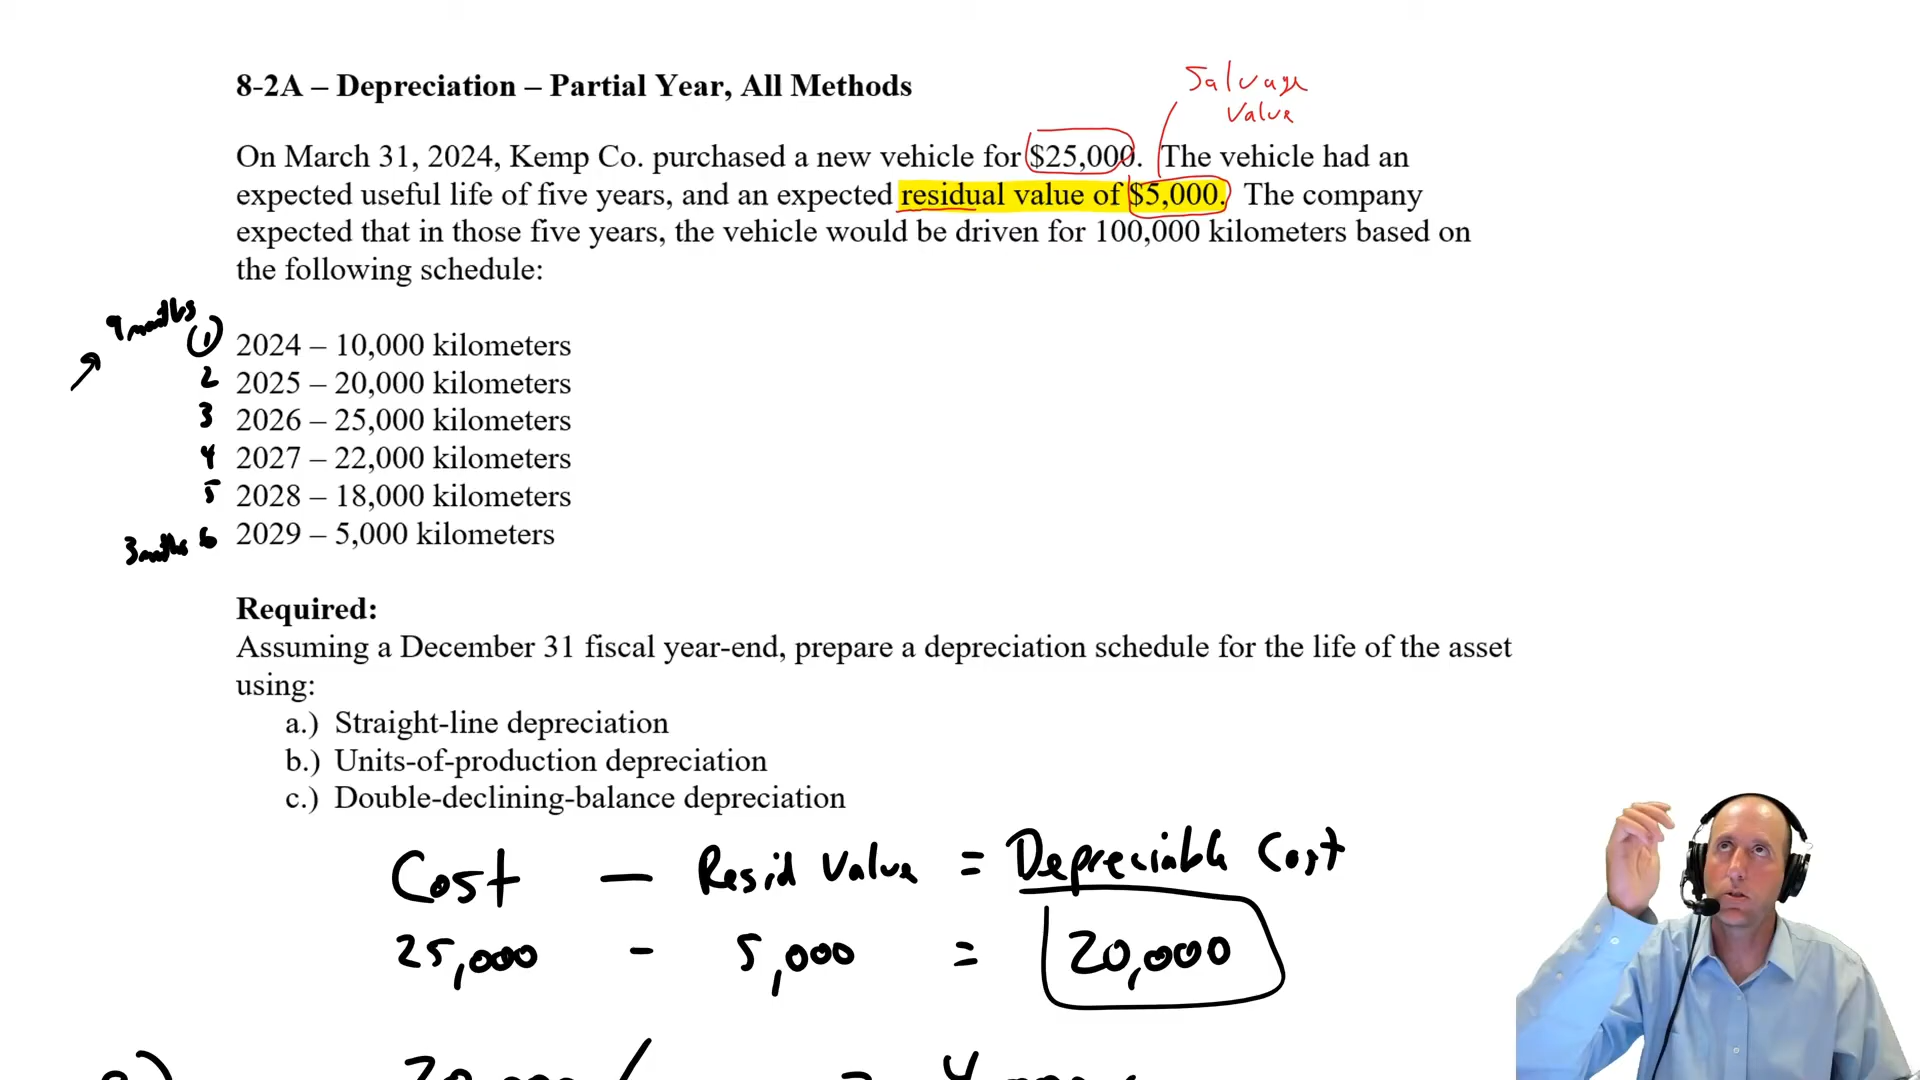 8-2A – Depreciation – Partial Year, All Methods
Salvage
Value
On March 31, 2024, Kemp Co. purchased a new vehicle for $25,000. The vehicle had an
expected useful life of five years, and an expected residual value of $5,000. The company
expected that in those five years, the vehicle would be driven for 100,000 kilometers based on
the following schedule:
9 months
1 2024 – 10,000 kilometers
2 2025 – 20,000 kilometers
3 2026 – 25,000 kilometers
4 2027 – 22,000 kilometers
5 2028 – 18,000 kilometers
3 months 6 2029 – 5,000 kilometers
Required:
Assuming a December 31 fiscal year-end, prepare a depreciation schedule for the life of the asset
using:
a.) Straight-line depreciation
b.) Units-of-production depreciation
c.) Double-declining-balance depreciation
Cost – Resid Value = Depreciable Cost
25,000 - 5,000 = 20,000